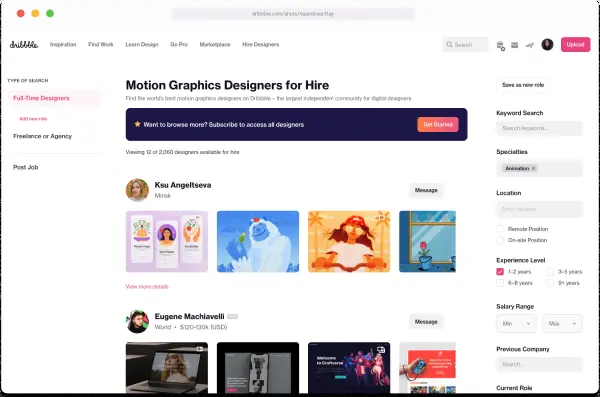 dribbble.com/shots/Valentines-Day
dribbble
Inspiration
Find Work
Learn Design
Go Pro
Marketplace
Hire Designers
Search
Upload
TYPE OF SEARCH
Full-Time Designers
Add new role
Freelance or Agency
Post Job
Motion Graphics Designers for Hire
Find the world's best motion graphics designers on Dribbble – the largest independent community for digital designers.
Want to browse more? Subscribe to access all designers
Get Started
Viewing 12 of 2,060 designers available for hire
Ksu Angeltseva
Minsk
Message
View more details
Eugene Machiavelli
PRO
World • $120-130k (USD)
Message
Welcome
to Craftverse
Save as new role
Keyword Search
Search keywords...
Specialties
Animation x
Location
Enter location...
Remote Position
On-site Position
Experience Level
1-2 years
3-5 years
6-8 years
9+ years
Salary Range
Min
Max
Previous Company
Search...
Current Role